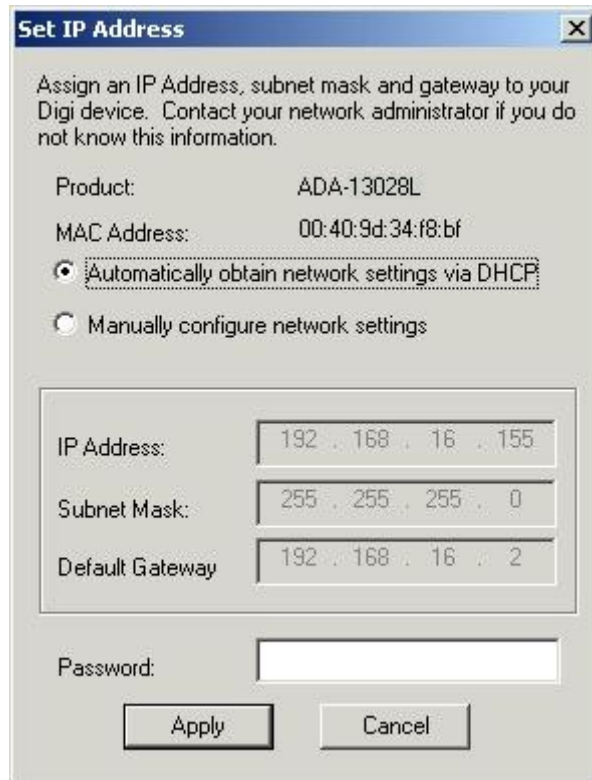 Set IP Address
Assign an IP Address, subnet mask and gateway to your
Digi device. Contact your network administrator if you do
not know this information.
Product: ADA-13028L
MAC Address: 00:40:9d:34:f8:bf
Automatically obtain network settings via DHCP
Manually configure network settings
IP Address: 192 . 168 . 16 . 155
Subnet Mask: 255 . 255 . 255 . 0
Default Gateway 192 . 168 . 16 . 2
Password:
Apply Cancel